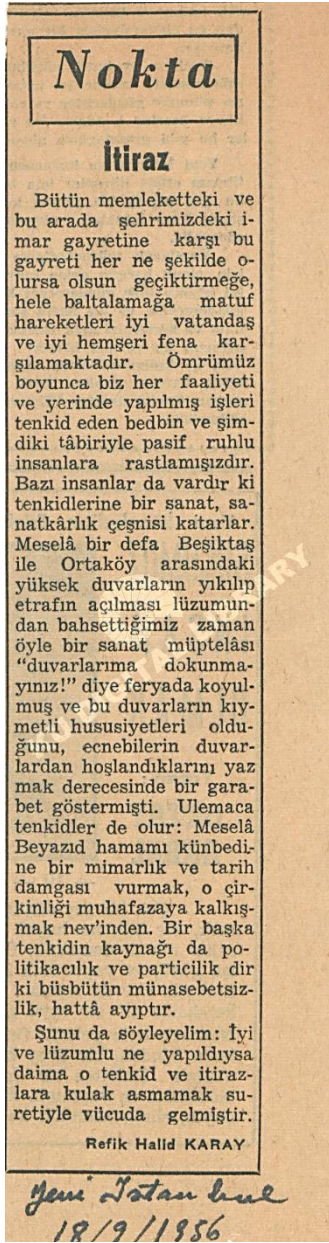 Nokta
İtiraz
Bütün memleketteki ve
bu arada şehrimizdeki i-
mar gayretine karşı bu
gayreti her ne şekilde o-
lursa olsun geçiktirmeğe,
hele baltalamağa matuf
hareketleri iyi vatandaş
ve iyi hemşeri fena kar-
şılamaktadır. Ömrümüz
boyunca biz her faaliyeti
ve yerinde yapılmış işleri
tenkid eden bedbin ve şim-
diki tâbiriyle pasif ruhlu
insanlara rastlamışızdır.
Bazı insanlar da vardır ki
tenkidlerine bir sanat, sa-
natkârlık çeşnisi katarlar.
Meselâ bir defa Beşiktaş
ile Ortaköy arasındaki
yüksek duvarların yıkılıp
etrafın açılması lüzumun-
dan bahsettiğimiz zaman
öyle bir sanat müptelâsı
"duvarlarıma dokunma-
yınız!" diye feryada koyul-
muş ve bu duvarların kıy-
metli hususiyetleri oldu-
ğunu, ecnebilerin duvar-
lardan hoşlandıklarını yaz
mak derecesinde bir gara-
bet göstermişti. Ulemaca
tenkidler de olur: Meselâ
Beyazıd hamamı künbedi-
ne bir mimarlık ve tarih
damgası vurmak, o çir-
kinliği muhafazaya kalkış-
mak nev'inden. Bir başka
tenkidin kaynağı da po-
litikacılık ve particilik dir
ki büsbütün münasebetsiz-
lik, hattâ ayıptır.
Şunu da söyleyelim: İyi
ve lüzumlu ne yapıldıysa
daima o tenkid ve itiraz-
lara kulak asmamak su-
retiyle vücuda gelmiştir.
Refik Halid KARAY
Yeni Istanbul
18/9/1956